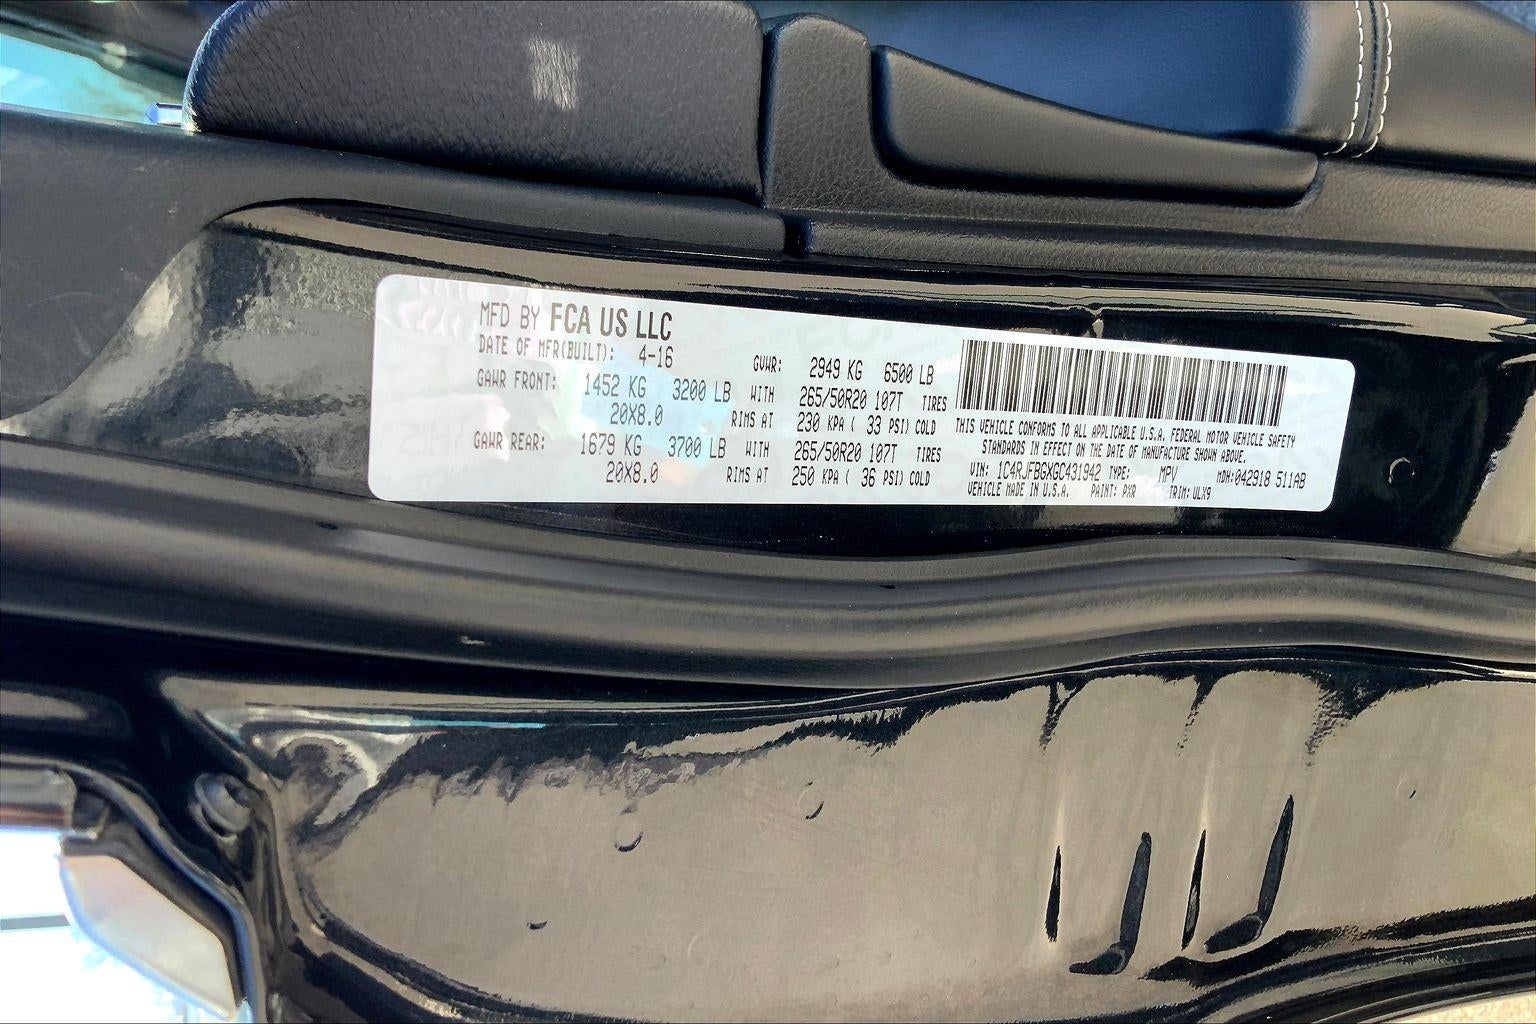 MFD BY FCA US LLC
DATE OF MFR(BUILT): 4-16 GVWR: 2949 KG 6500 LB
GAWR FRONT: 1452 KG 3200 LB WITH 265/50R20 107T TIRES
20X8.0 RIMS AT 230 KPA ( 33 PSI) COLD
GAWR REAR: 1679 KG 3700 LB WITH 265/50R20 107T TIRES
20X8.0 RIMS AT 250 KPA ( 36 PSI) COLD
THIS VEHICLE CONFORMS TO ALL APPLICABLE U.S.A. FEDERAL MOTOR VEHICLE SAFETY
STANDARDS IN EFFECT ON THE DATE OF MANUFACTURE SHOWN ABOVE.
VIN: 1C4RJFBGXGC431942 TYPE: MPV MDH:042918 511AB
VEHICLE MADE IN U.S.A. PAINT: PXR TRIM: ULX9